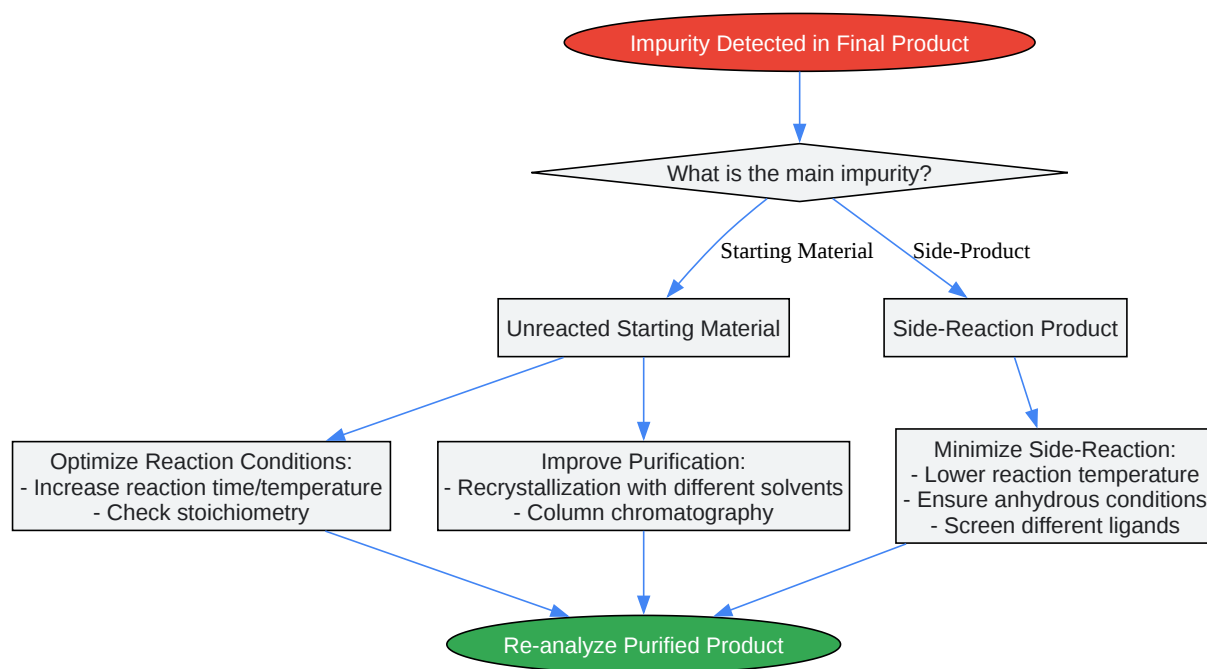 Impurity Detected in Final Product
What is the main impurity?
Starting Material
Side-Product
Unreacted Starting Material
Side-Reaction Product
Optimize Reaction Conditions:
- Increase reaction time/temperature
- Check stoichiometry
Improve Purification:
- Recrystallization with different solvents
- Column chromatography
Minimize Side-Reaction:
- Lower reaction temperature
- Ensure anhydrous conditions
- Screen different ligands
Re-analyze Purified Product